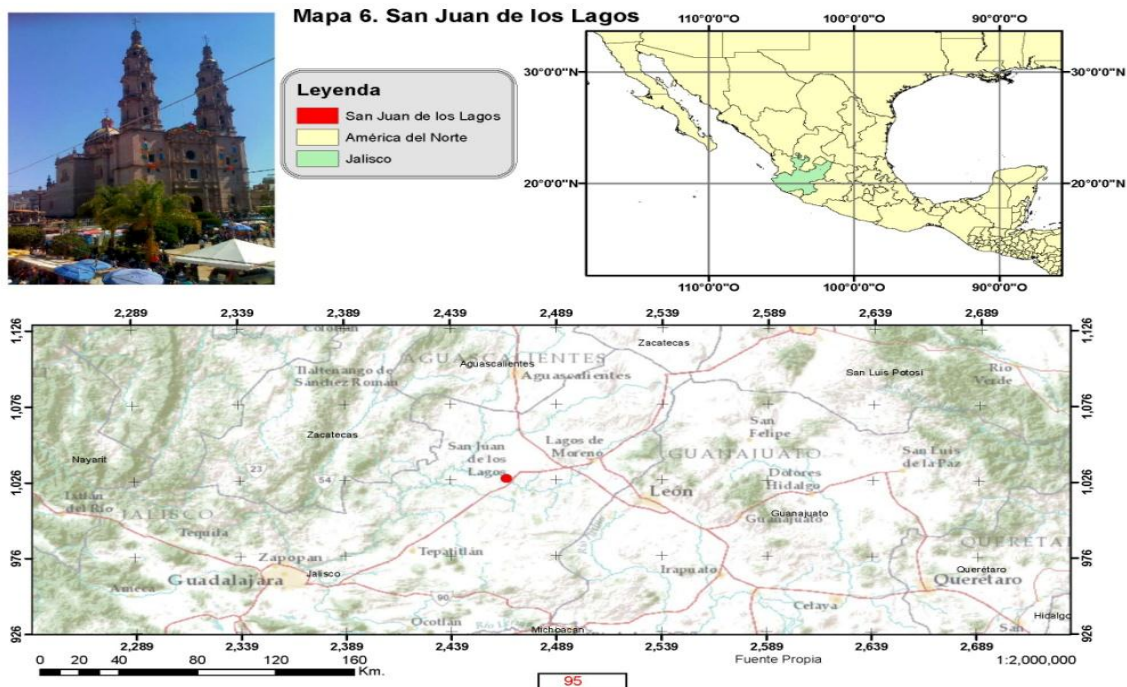 Mapa 6. San Juan de los Lagos
Leyenda
San Juan de los Lagos
América del Norte
Jalisco
110°0'0"O 100°0'0"O 90°0'0"O
30°0'0"N 30°0'0"N
20°0'0"N 20°0'0"N
110°0'0"O 100°0'0"O 90°0'0"O
2,289 2,339 2,389 2,439 2,489 2,539 2,589 2,639 2,689
1,126 1,126
Zacatecas
AGUASCALIENTES
Aguascalientes
Aguascalientes
Tlaltenango de
Sánchez Román
San Luis Potosí
Río
Verde
1,076 1,076
San
Felipe
Zacatecas
San Juan
de los
Lagos
Lagos de
Moreno
GUANAJUATO
San Luis
de la Paz
Nayarit
23
54
Dolores
Hidalgo
1,026 1,026
León
Ixtlán
del Río
JALISCO
Guanajuato
Guanajuato
Tequila
976 976
Zapopan
Tepatitlán
Guadalajara
Jalisco
Irapuato
Querétaro
Querétaro
Ameca
90
Celaya
Ocotlán
Michoacán
Hidalgo
San
926 926
2,289 2,339 2,389 2,439 2,489 2,539 2,589 2,639 2,689
0 20 40 80 120 160
Km.
Fuente Propia
1:2,000,000
95